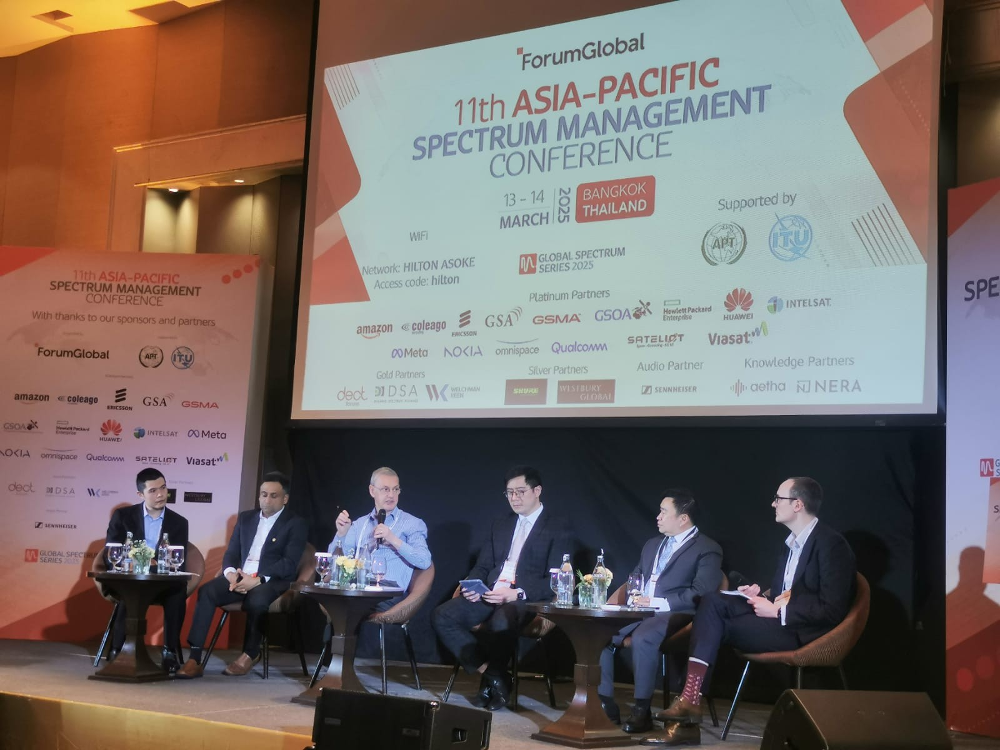 ForumGlobal
11th ASIA-PACIFIC
SPECTRUM MANAGEMENT
CONFERENCE
13 - 14
MARCH
2025
BANGKOK
THAILAND
Supported by
APT
ITU
WiFi
Network: HILTON ASOKE
Access code: hilton
GLOBAL SPECTRUM
SERIES 2025
Platinum Partners
amazon
coleago
ERICSSON
GSA
GSMA
GSOA
Hewlett Packard
Enterprise
HUAWEI
INTELSAT
Meta
NOKIA
omnispace
Qualcomm
SATELIOT
Viasat
Gold Partners
dect
forum
DSA
WELCHMAN
KEEN
Silver Partners
SHURE
WESTBURY
GLOBAL
Audio Partner
SENNHEISER
Knowledge Partners
aetha
NERA
11th ASIA-PACIFIC
SPECTRUM MANAGEMENT
CONFERENCE
With thanks to our sponsors and partners
ForumGlobal
APT
ITU
amazon
coleago
ERICSSON
GSA
GSMA
GSOA
Hewlett Packard
Enterprise
HUAWEI
INTELSAT
Meta
NOKIA
omnispace
Qualcomm
SATELIOT
Viasat
dect
DSA
WELCHMAN
KEEN
WESTBURY
GLOBAL
SENNHEISER
GLOBAL SPECTRUM
SERIES 2025
SPE